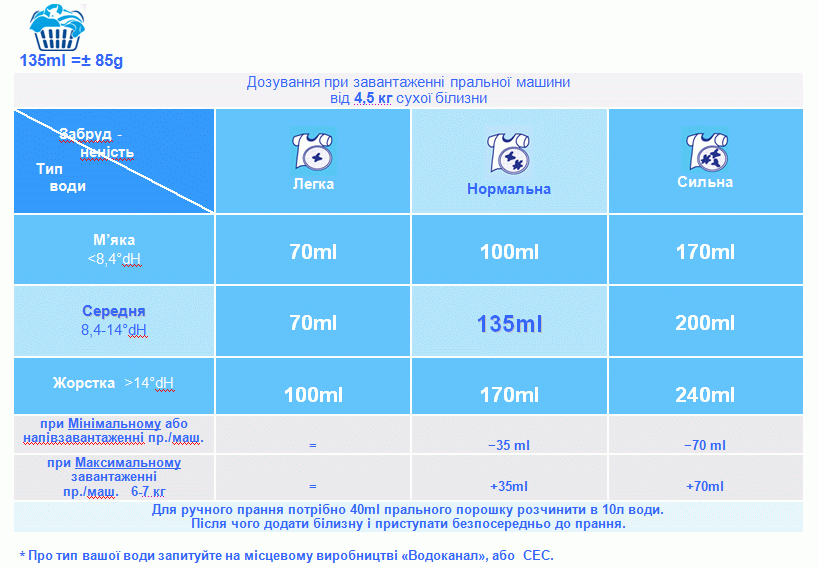 135ml =± 85g
Дозування при завантаженні пральної машини
від 4,5 кг сухої білизни
Забруд -
неність
Тип
води
Легка
Нормальна
Сильна
М’яка
<8,4°dH
70ml
100ml
170ml
Середня
8,4-14°dH
70ml
135ml
200ml
Жорстка >14°dH
100ml
170ml
240ml
при Мінімальному або
напівзавантаженні пр./маш.
=
−35 ml
−70 ml
при Максимальному
завантаженні
пр./маш. 6-7 кг
=
+35ml
+70ml
Для ручного прання потрібно 40ml прального порошку розчинити в 10л води.
Після чого додати білизну і приступати безпосередньо до прання.
* Про тип вашої води запитуйте на місцевому виробництві «Водоканал», або СЕС.